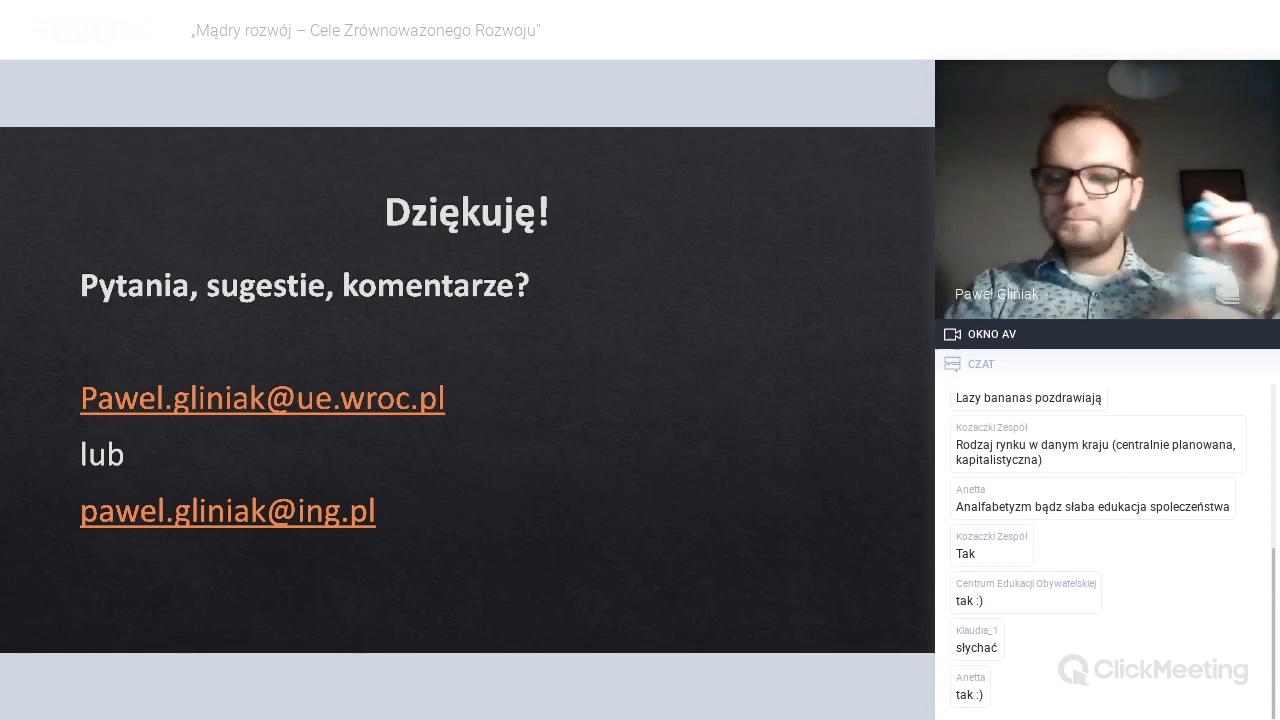 „Mądry rozwój – Cele Zrównoważonego Rozwoju”
Dziękuję!
Pytania, sugestie, komentarze?
Pawel.gliniak@ue.wroc.pl
lub
pawel.gliniak@ing.pl
Paweł Gliniak
OKNO AV
CZAT
Lazy bananas pozdrawiają
Kozaczki Zespół
Rodzaj rynku w danym kraju (centralnie planowana,
kapitalistyczna)
Anetta
Analfabetyzm bądz słaba edukacja spoleczeństwa
Kozaczki Zespół
Tak
Centrum Edukacji Obywatelskiej
tak :)
Klaudia_1
słychać
Anetta
tak :)
ClickMeeting